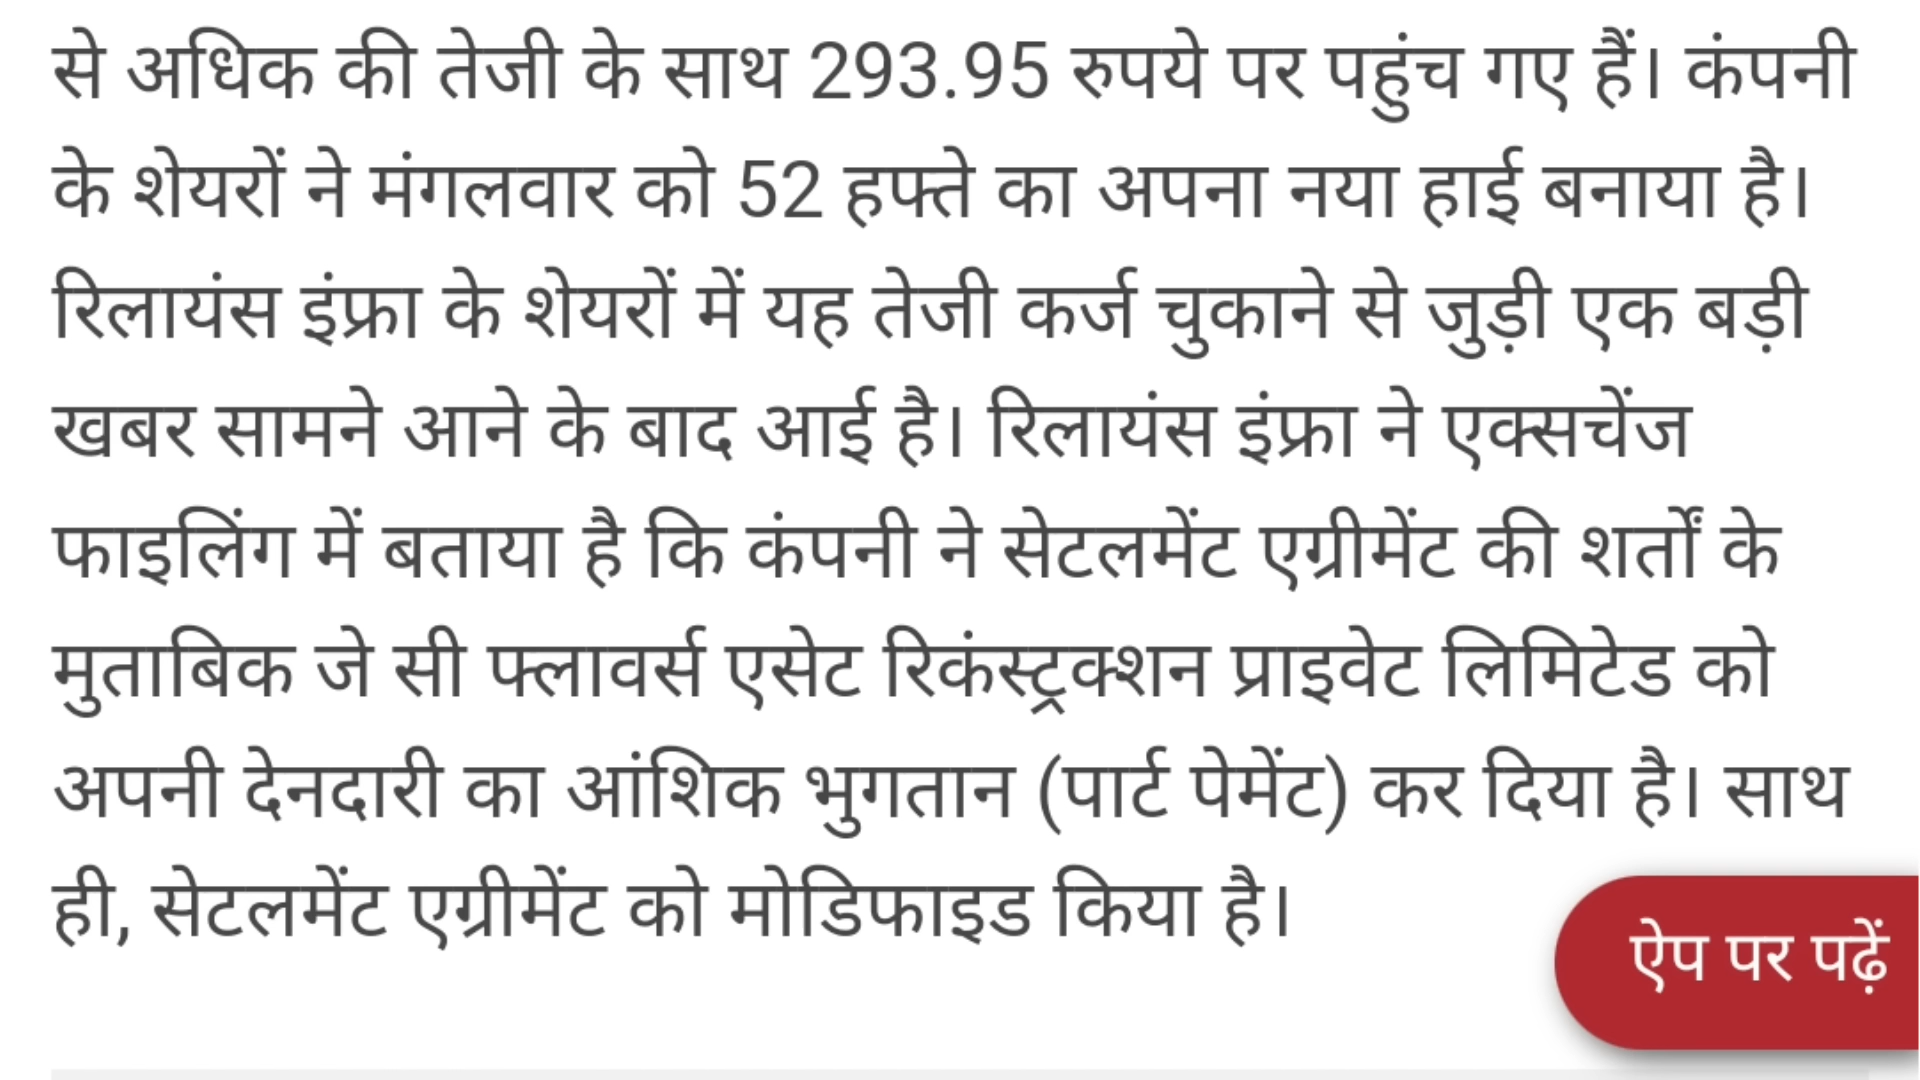 से अधिक की तेजी के साथ 293.95 रुपये पर पहुंच गए हैं। कंपनी
के शेयरों ने मंगलवार को 52 हफ्ते का अपना नया हाई बनाया है।
रिलायंस इंफ्रा के शेयरों में यह तेजी कर्ज चुकाने से जुड़ी एक बड़ी
खबर सामने आने के बाद आई है। रिलायंस इंफ्रा ने एक्सचेंज
फाइलिंग में बताया है कि कंपनी ने सेटलमेंट एग्रीमेंट की शर्तों के
मुताबिक जे सी फ्लावर्स एसेट रिकंस्ट्रक्शन प्राइवेट लिमिटेड को
अपनी देनदारी का आंशिक भुगतान (पार्ट पेमेंट) कर दिया है। साथ
ही, सेटलमेंट एग्रीमेंट को मोडिफाइड किया है।
ऐप पर पढ़ें